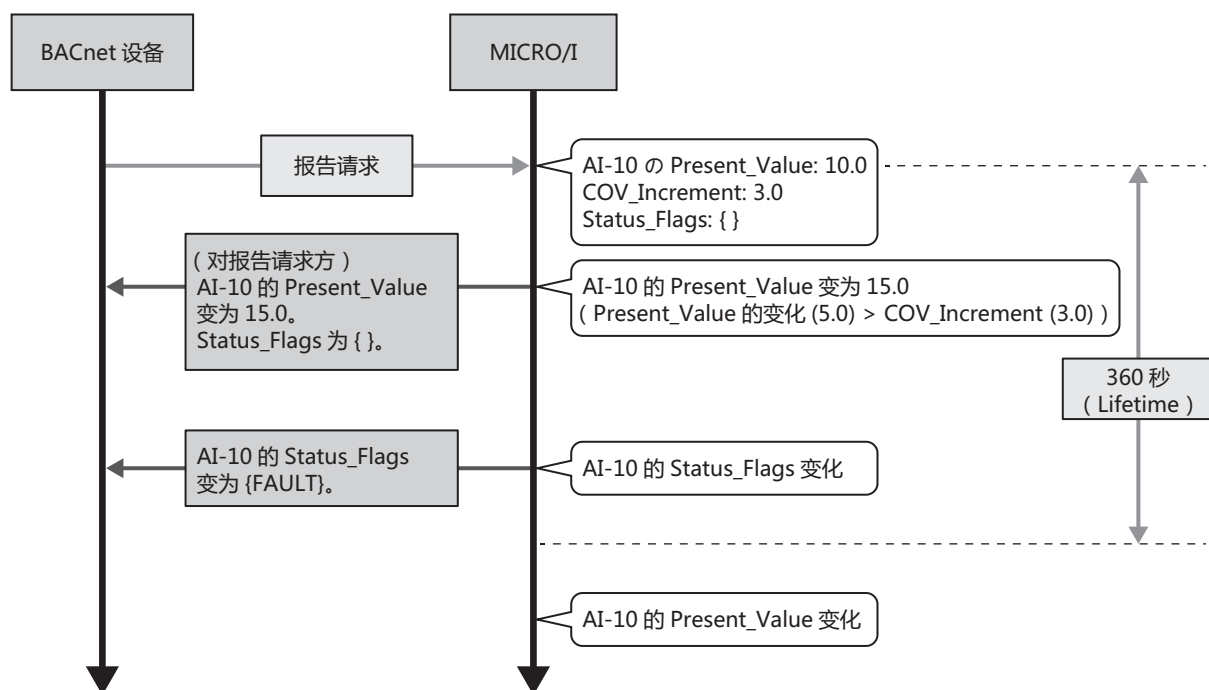 BACnet 设备
MICRO/I
报告请求
AI-10 の Present_Value: 10.0
COV_Increment: 3.0
Status_Flags: { }
( 对报告请求方 )
AI-10 的 Present_Value
变为 15.0。
Status_Flags 为 { }。
AI-10 的 Present_Value 变为 15.0
( Present_Value 的变化 (5.0) > COV_Increment (3.0) )
360 秒
( Lifetime )
AI-10 的 Status_Flags
变为 {FAULT}。
AI-10 的 Status_Flags 变化
AI-10 的 Present_Value 变化